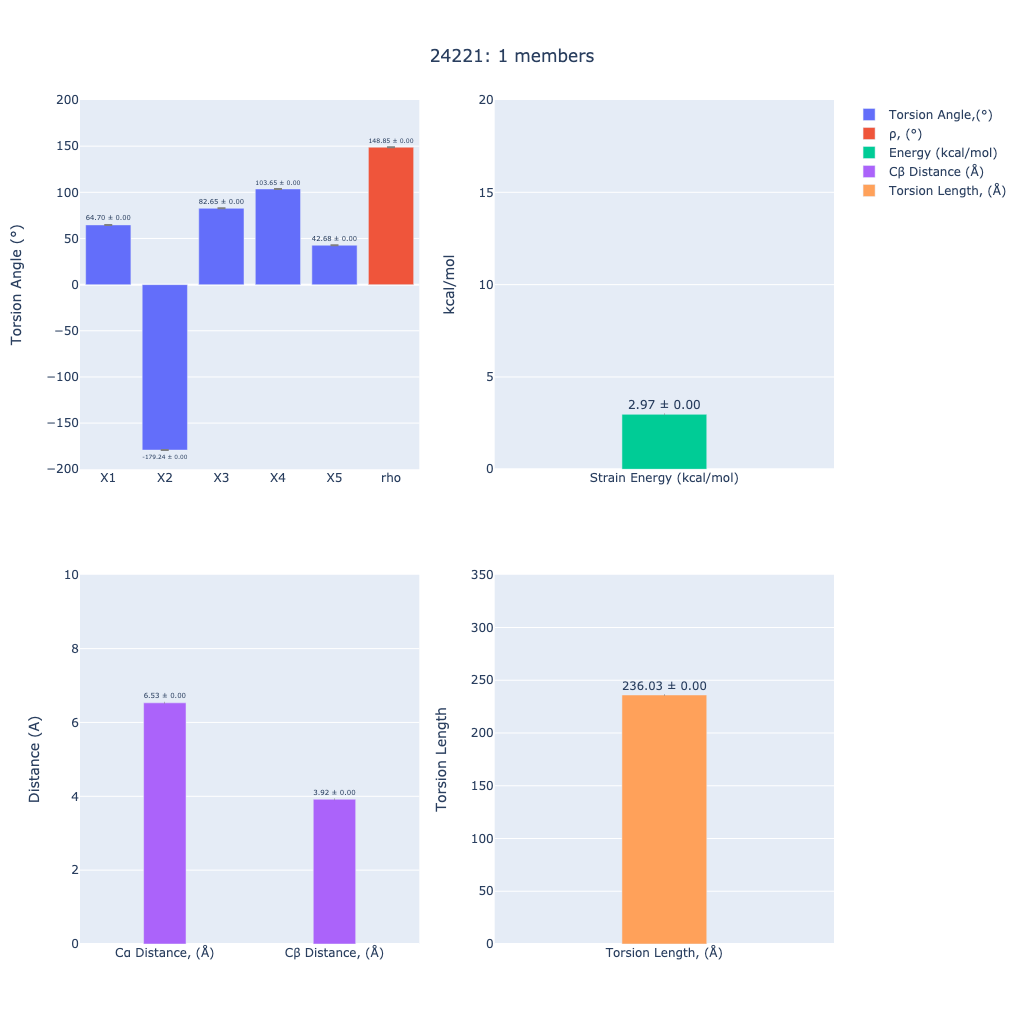 24221: 1 members
Torsion Angle (°)
200
150
100
50
0
−50
−100
−150
−200
64.70 ± 0.00
-179.24 ± 0.00
82.65 ± 0.00
103.65 ± 0.00
42.68 ± 0.00
148.85 ± 0.00
X1 X2 X3 X4 X5 rho
kcal/mol
20
15
10
5
0
2.97 ± 0.00
Strain Energy (kcal/mol)
Torsion Angle,(°)
ρ, (°)
Energy (kcal/mol)
Cβ Distance (Å)
Torsion Length, (Å)
Distance (A)
10
8
6
4
2
0
6.53 ± 0.00
3.92 ± 0.00
Cα Distance, (Å) Cβ Distance, (Å)
Torsion Length
350
300
250
200
150
100
50
0
236.03 ± 0.00
Torsion Length, (Å)